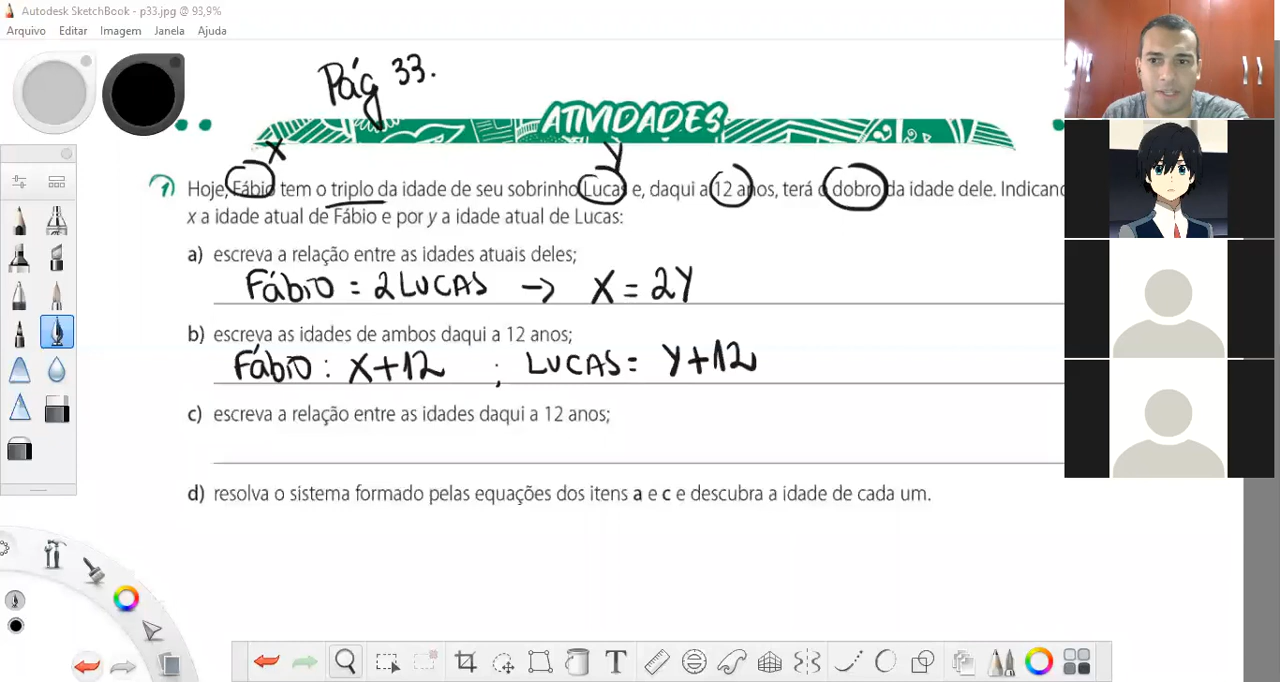 Autodesk SketchBook - p33.jpg @ 93,9%
Arquivo Editar Imagem Janela Ajuda
Pág 33.
ATIVIDADES
X
Y
1 Hoje, Fábio tem o triplo da idade de seu sobrinho Lucas e, daqui a 12 anos, terá o dobro da idade dele. Indicand
x a idade atual de Fábio e por y a idade atual de Lucas:
a) escreva a relação entre as idades atuais deles;
FábIO = 2LUCAS → X = 2Y
b) escreva as idades de ambos daqui a 12 anos;
FábIO : X+12 ; LUCAS = Y+12
c) escreva a relação entre as idades daqui a 12 anos;
d) resolva o sistema formado pelas equações dos itens a e c e descubra a idade de cada um.
T